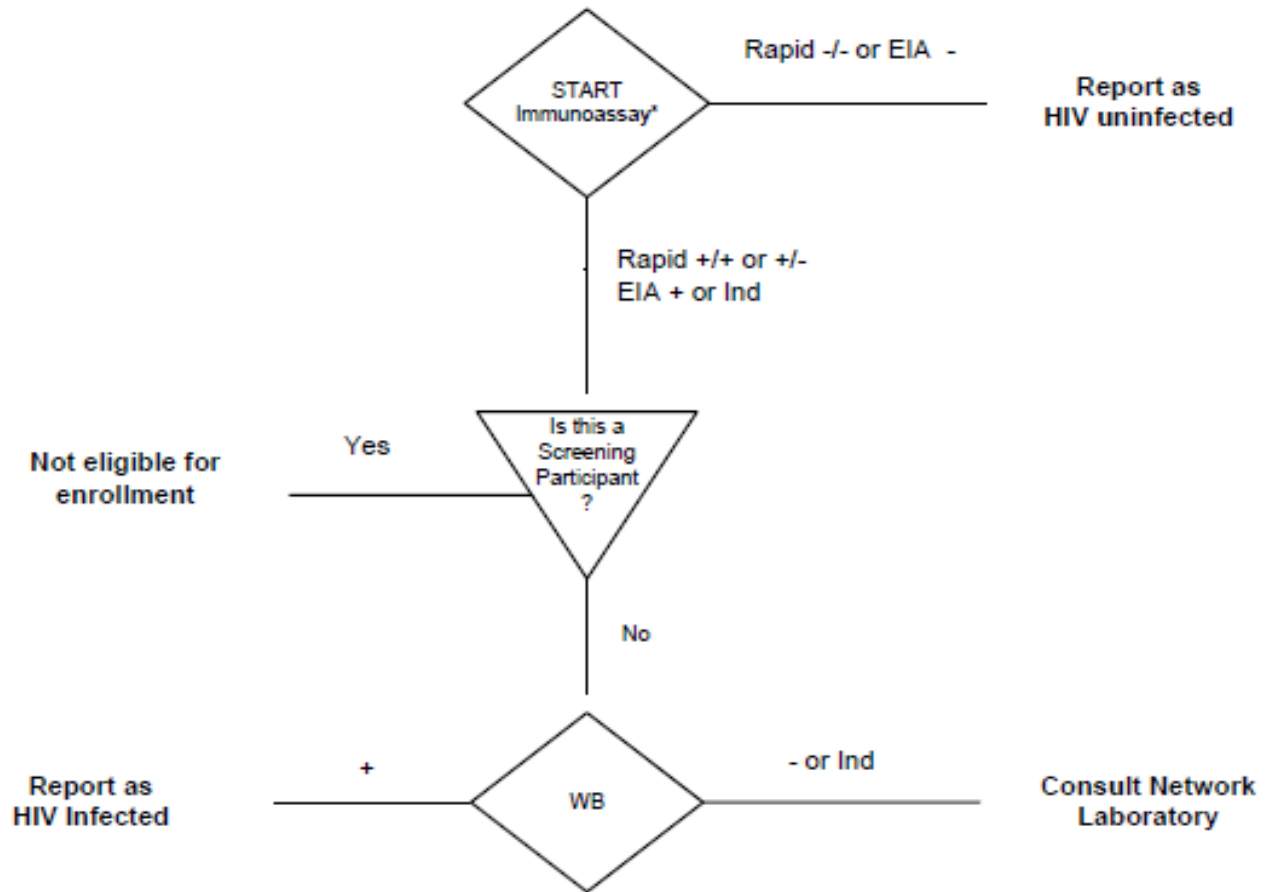 START
Immunoassay*
Rapid -/- or EIA -
Report as
HIV uninfected
Rapid +/+ or +/-
EIA + or Ind
Is this a
Screening
Participant
?
Yes
Not eligible for
enrollment
No
WB
+
Report as
HIV Infected
- or Ind
Consult Network
Laboratory